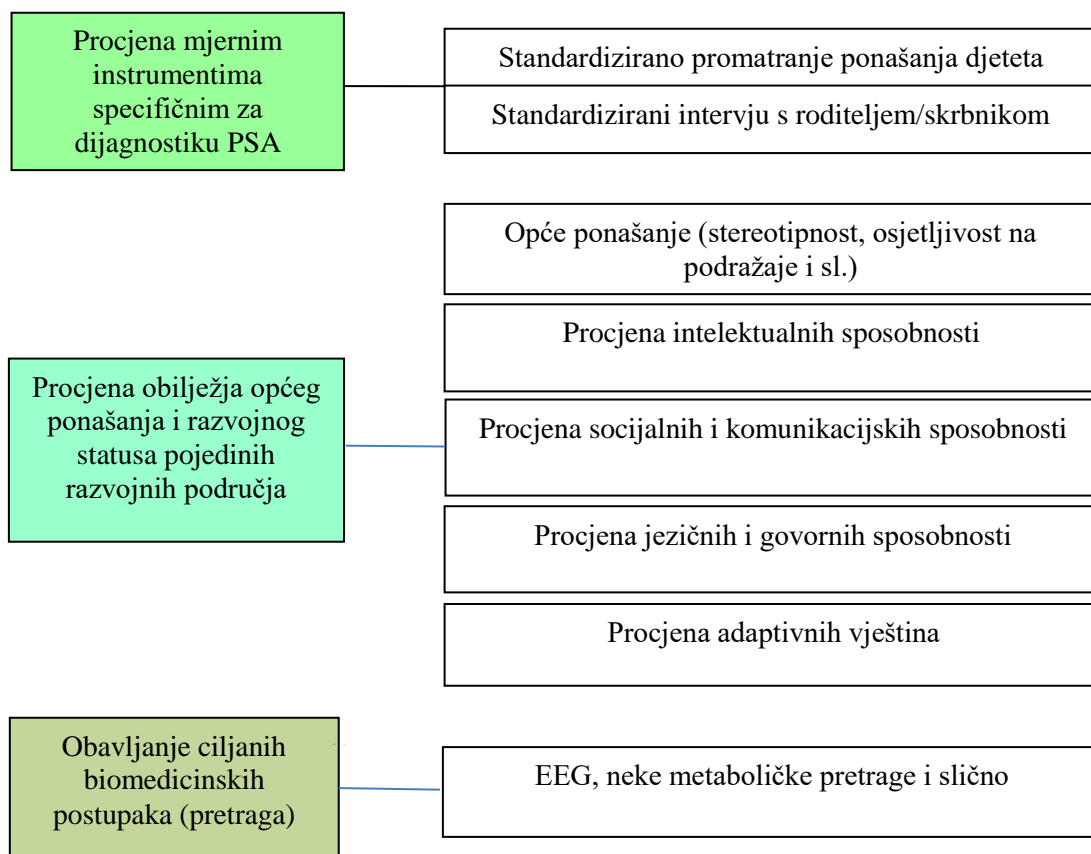 Procjena mjernim
instrumentima
specifičnim za
dijagnostiku PSA
Standardizirano promatranje ponašanja djeteta
Standardizirani intervju s roditeljem/skrbnikom
Procjena obilježja općeg
ponašanja i razvojnog
statusa pojedinih
razvojnih područja
Opće ponašanje (stereotipnost, osjetljivost na
podražaje i sl.)
Procjena intelektualnih sposobnosti
Procjena socijalnih i komunikacijskih sposobnosti
Procjena jezičnih i govornih sposobnosti
Procjena adaptivnih vještina
Obavljanje ciljanih
biomedicinskih
postupaka (pretraga)
EEG, neke metaboličke pretrage i slično